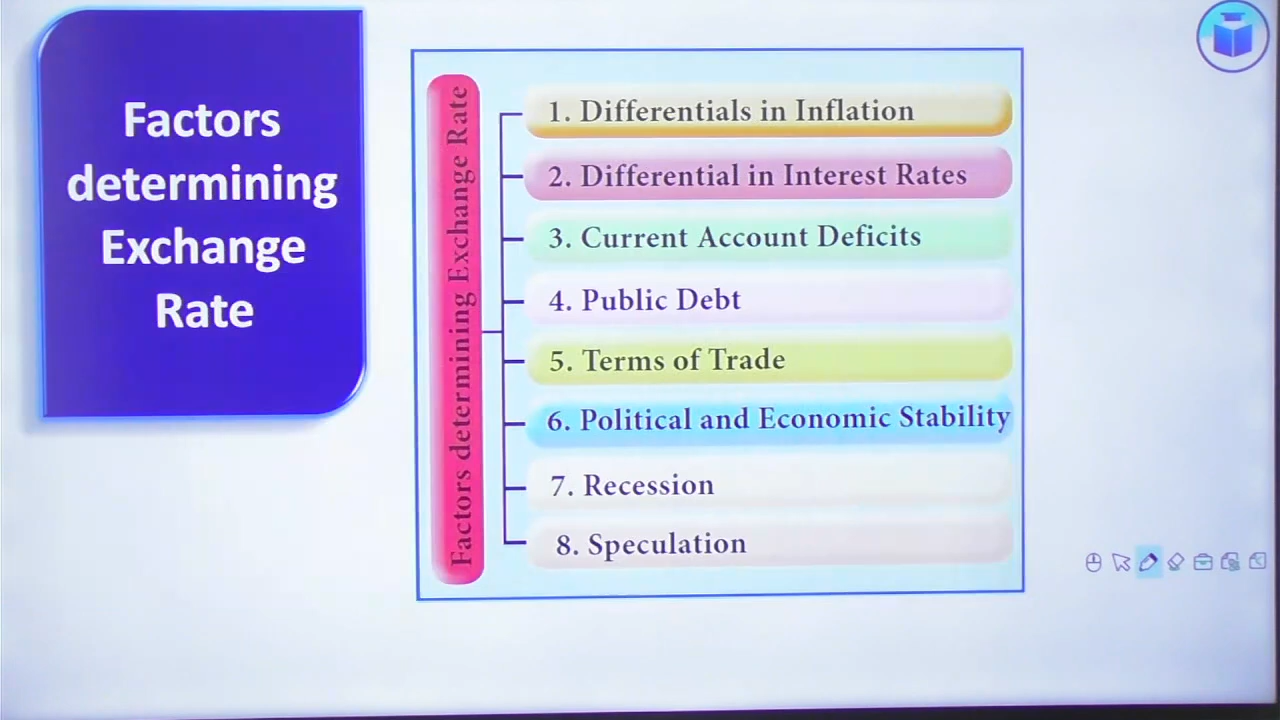 Factors
determining
Exchange
Rate
Factors determining Exchange Rate
1. Differentials in Inflation
2. Differential in Interest Rates
3. Current Account Deficits
4. Public Debt
5. Terms of Trade
6. Political and Economic Stability
7. Recession
8. Speculation